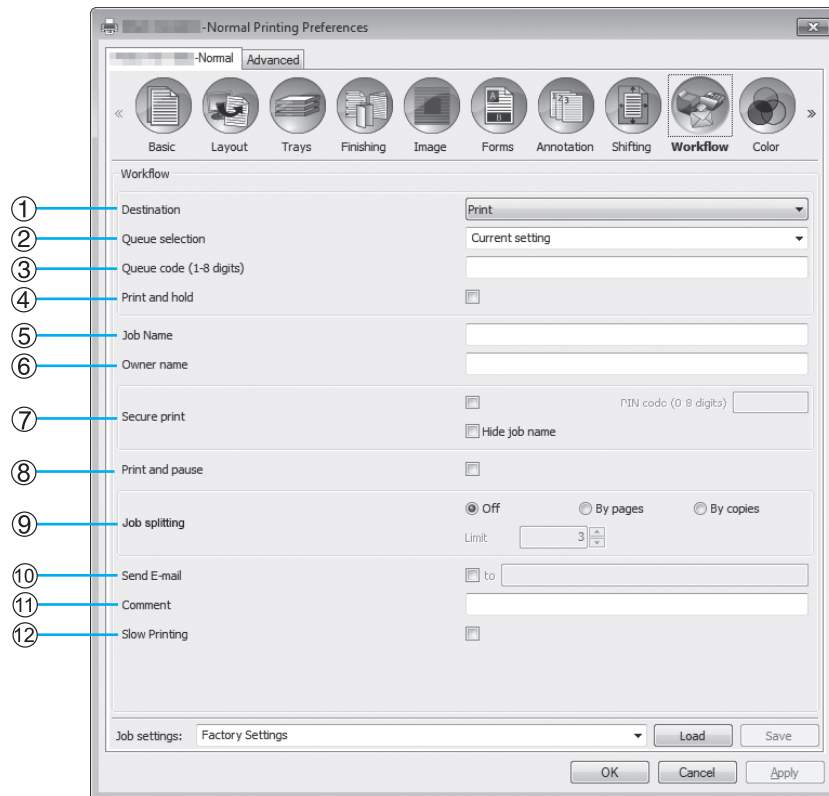 -Normal Printing Preferences
-Normal Advanced
« Basic Layout Trays Finishing Image Forms Annotation Shifting Workflow Color »
Workflow
① Destination Print
② Queue selection Current setting
③ Queue code (1-8 digits)
④ Print and hold
⑤ Job Name
⑥ Owner name
⑦ Secure print PIN code (0-8 digits)
Hide job name
⑧ Print and pause
⑨ Job splitting Off By pages By copies
Limit 3
⑩ Send E-mail to
⑪ Comment
⑫ Slow Printing
Job settings: Factory Settings Load Save
OK Cancel Apply